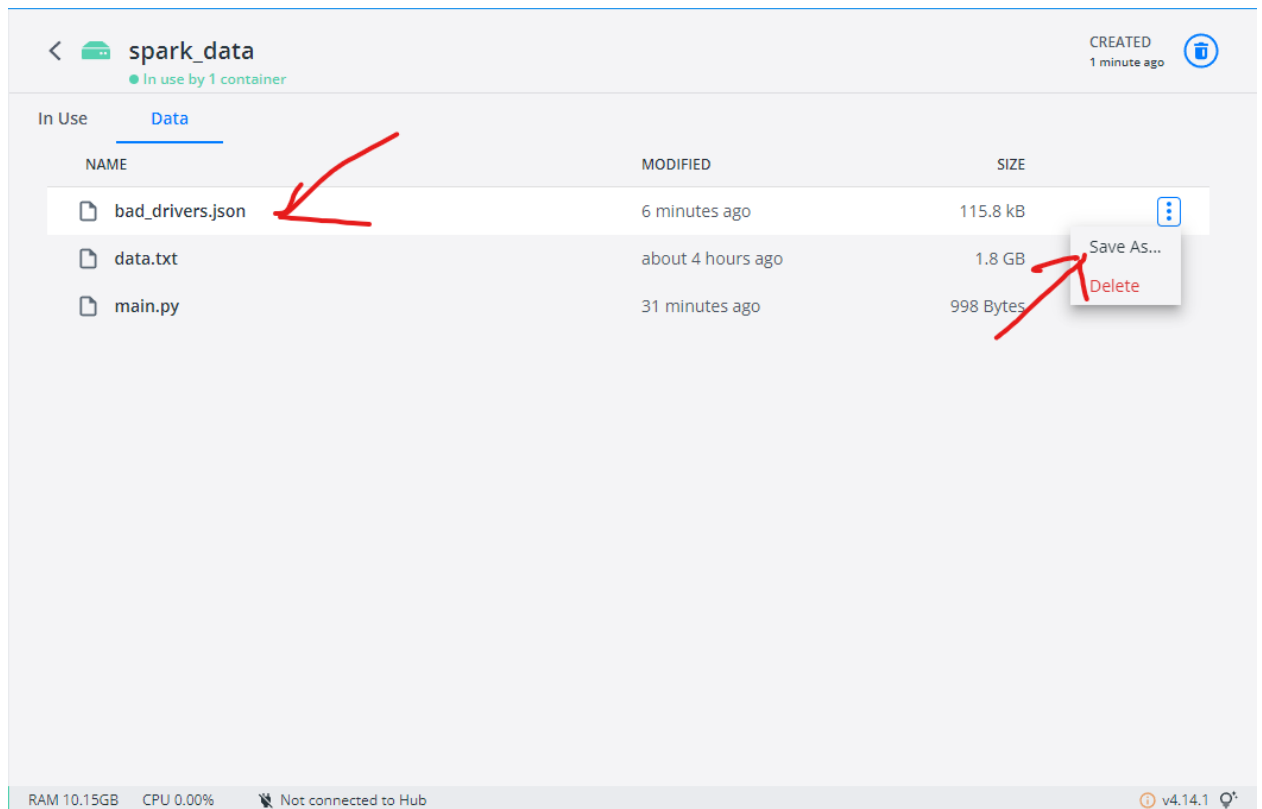 spark_data
In use by 1 container
CREATED
1 minute ago
In Use Data
NAME MODIFIED SIZE
bad_drivers.json 6 minutes ago 115.8 kB
Save As...
data.txt about 4 hours ago 1.8 GB
Delete
main.py 31 minutes ago 998 Bytes
RAM 10.15GB CPU 0.00% Not connected to Hub v4.14.1